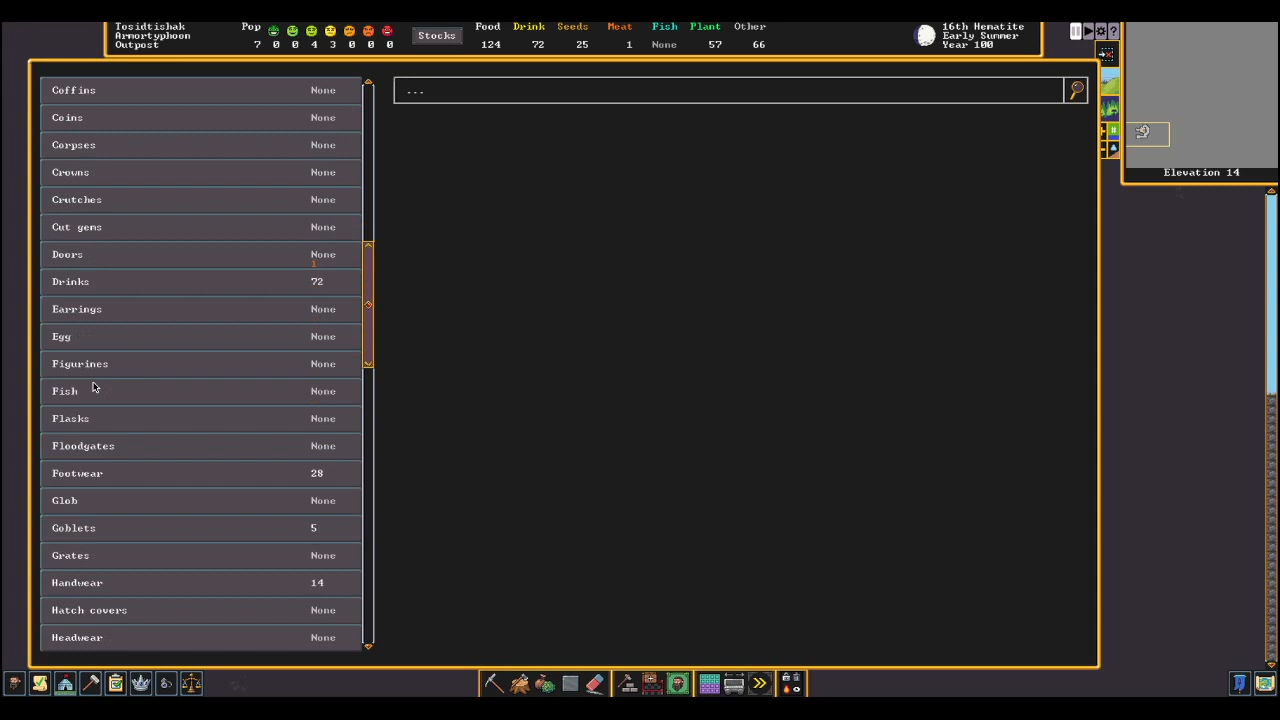 Tosidtishak
Armortyphoon
Outpost
Pop
7 0 0 4 3 0 0 0
Stocks
Food Drink Seeds Meat Fish Plant Other
124 72 25 1 None 57 66
16th Hematite
Early Summer
Year 100
?
Coffins None
Coins None
Corpses None
Crowns None
Crutches None
Cut gems None
Doors None
1
Drinks 72
Earrings None
Egg None
Figurines None
Fish None
Flasks None
Floodgates None
Footwear 28
Glob None
Goblets 5
Grates None
Handwear 14
Hatch covers None
Headwear None
...
Elevation 14